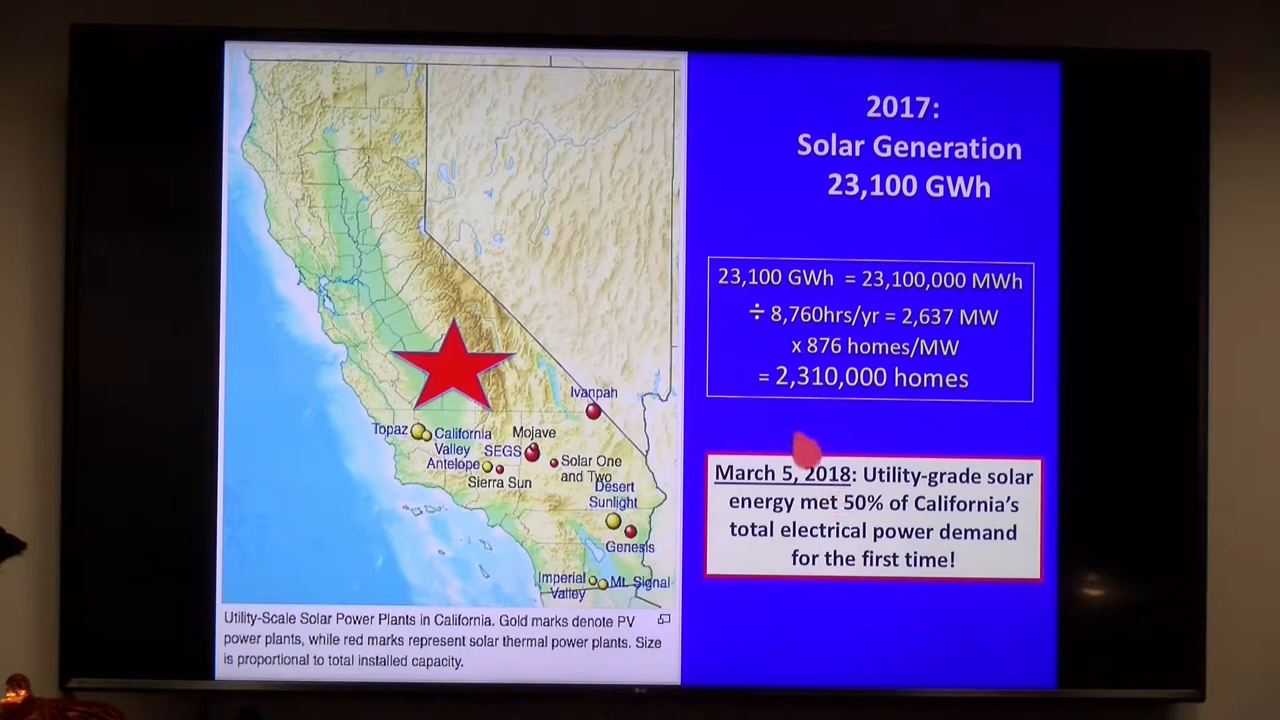 2017:
Solar Generation
23,100 GWh
23,100 GWh = 23,100,000 MWh
÷ 8,760hrs/yr = 2,637 MW
x 876 homes/MW
= 2,310,000 homes
March 5, 2018: Utility-grade solar
energy met 50% of California's
total electrical power demand
for the first time!
Ivanpah
Topaz
California
Valley
Mojave
SEGS
Antelope
Sierra Sun
Solar One
and Two
Desert
Sunlight
Genesis
Imperial
Valley
Mt. Signal
Utility-Scale Solar Power Plants in California. Gold marks denote PV
power plants, while red marks represent solar thermal power plants. Size
is proportional to total installed capacity.
LG